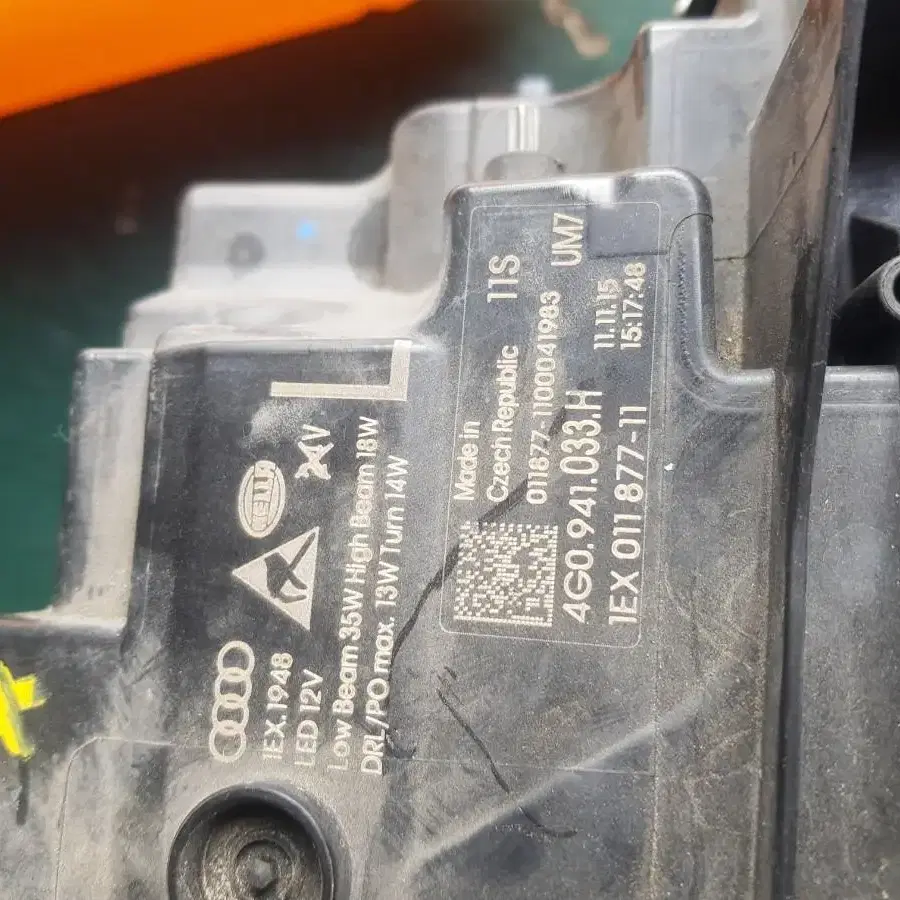 L
24V
HELLA
1EX.1948
LED 12V
Low Beam 35W High Beam 18W
DRL/PO max. 13W Turn 14W
Made in
Czech Republic
11S
011877-1100041983
UM7
4G0.941.033.H
11.11.15
1EX 011 877-11
15:17:48